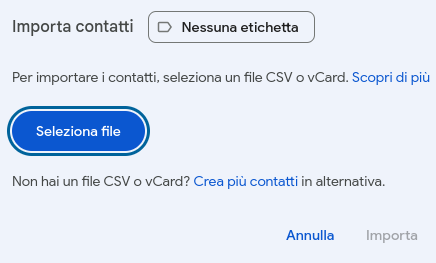 Importa contatti Nessuna etichetta
Per importare i contatti, seleziona un file CSV o vCard. Scopri di più
Seleziona file
Non hai un file CSV o vCard? Crea più contatti in alternativa.
Annulla Importa